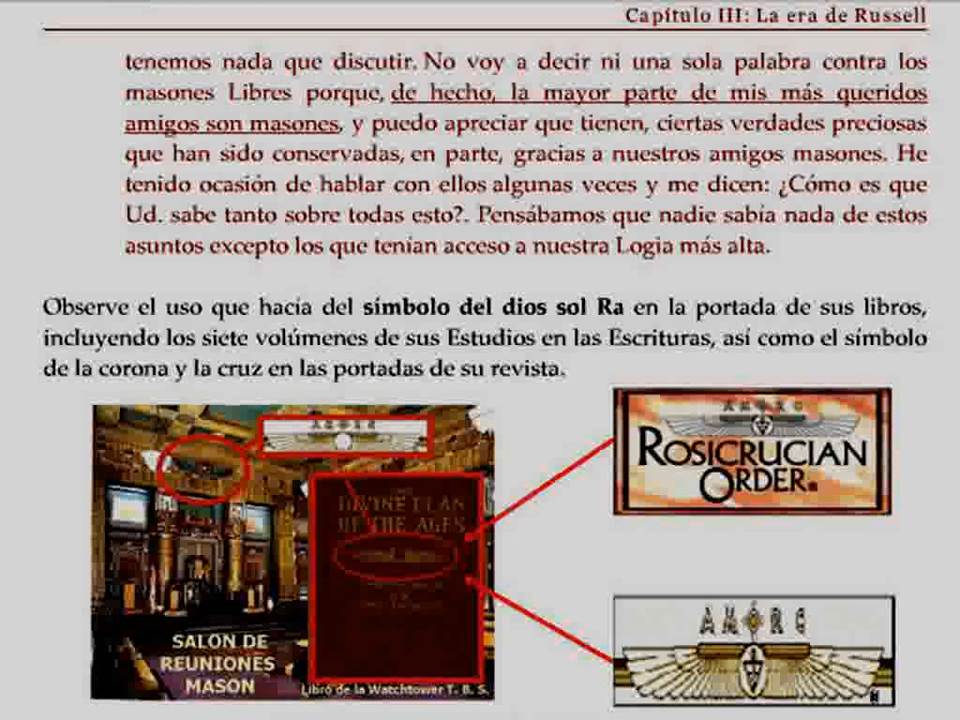 Capítulo III: La era de Russell
tenemos nada que discutir. No voy a decir ni una sola palabra contra los
masones Libres porque, de hecho, la mayor parte de mis más queridos
amigos son masones, y puedo apreciar que tienen, ciertas verdades preciosas
que han sido conservadas, en parte, gracias a nuestros amigos masones. He
tenido ocasión de hablar con ellos algunas veces y me dicen: ¿Cómo es que
Ud. sabe tanto sobre todas esto?. Pensábamos que nadie sabía nada de estos
asuntos excepto los que tenían acceso a nuestra Logia más alta.
Observe el uso que hacía del símbolo del dios sol Ra en la portada de sus libros,
incluyendo los siete volúmenes de sus Estudios en las Escrituras, así como el símbolo
de la corona y la cruz en las portadas de su revista.
AMORC
DIVINE PLAN
OF THE AGES
SALON DE
REUNIONES
MASON
Libro de la Watchtower T. B. S.
AMORC
ROSICRUCIAN
ORDER
AMORC